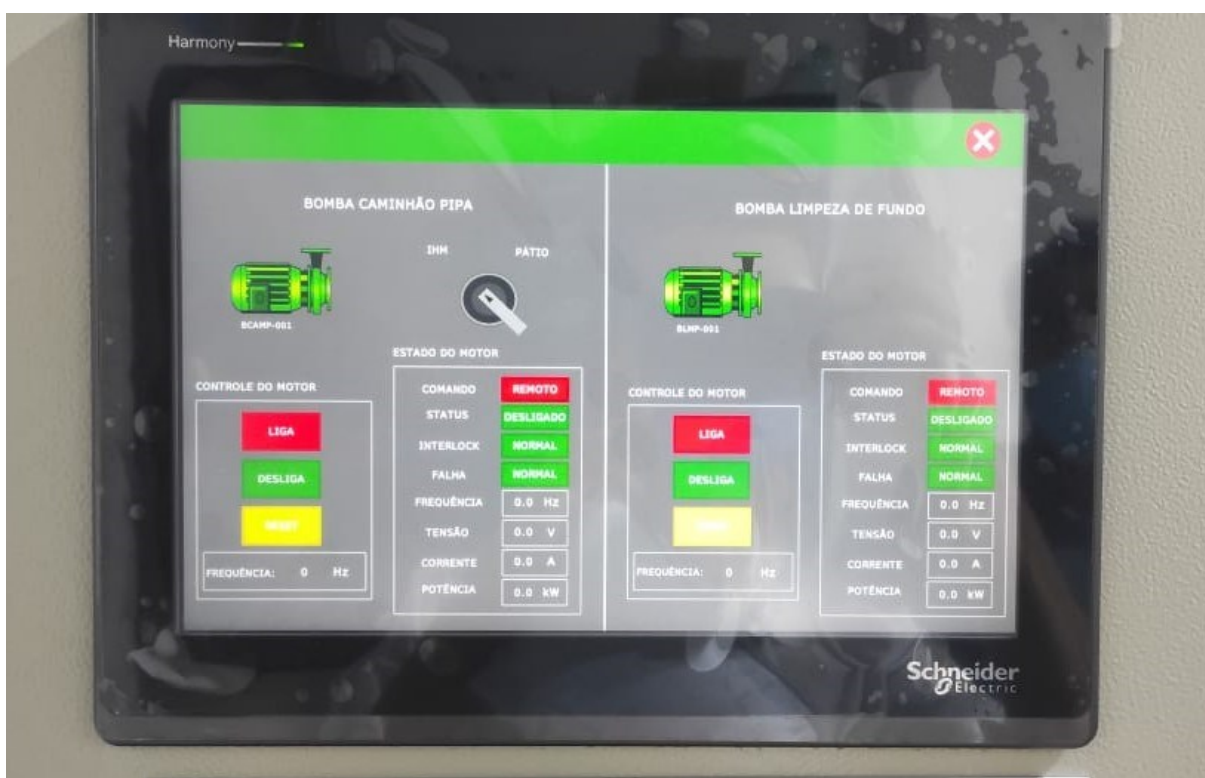 Harmony
BOMBA CAMINHÃO PIPA
IHM PÁTIO
BCAMP-001
ESTADO DO MOTOR
CONTROLE DO MOTOR
LIGA
DESLIGA
RESET
FREQUÊNCIA: 0 Hz
COMANDO REMOTO
STATUS DESLIGADO
INTERLOCK NORMAL
FALHA NORMAL
FREQUÊNCIA 0.0 Hz
TENSÃO 0.0 V
CORRENTE 0.0 A
POTÊNCIA 0.0 kW
BOMBA LIMPEZA DE FUNDO
BLMP-001
ESTADO DO MOTOR
CONTROLE DO MOTOR
LIGA
DESLIGA
FREQUÊNCIA: 0 Hz
COMANDO REMOTO
STATUS DESLIGADO
INTERLOCK NORMAL
FALHA NORMAL
FREQUÊNCIA 0.0 Hz
TENSÃO 0.0 V
CORRENTE 0.0 A
POTÊNCIA 0.0 kW
Schneider
Electric